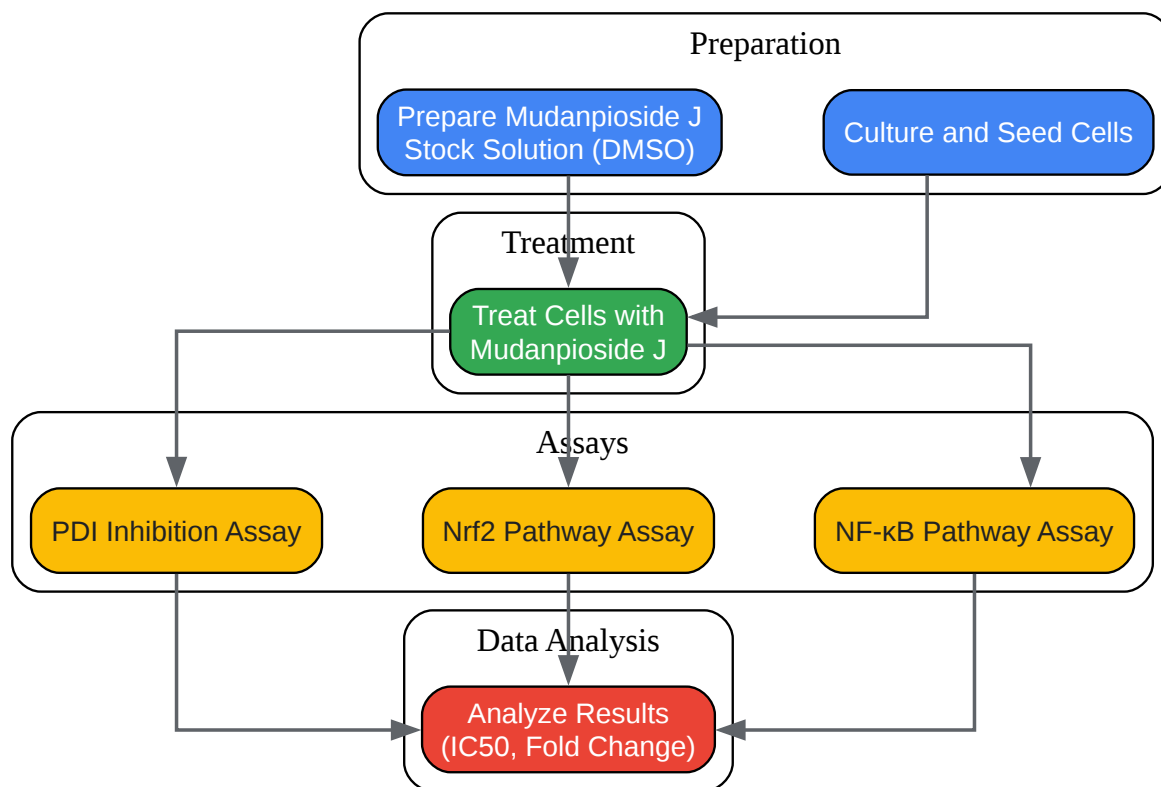 Preparation
Prepare Mudanpioside J
Stock Solution (DMSO)
Culture and Seed Cells
Treatment
Treat Cells with
Mudanpioside J
Assays
PDI Inhibition Assay
Nrf2 Pathway Assay
NF-κB Pathway Assay
Data Analysis
Analyze Results
(IC50, Fold Change)